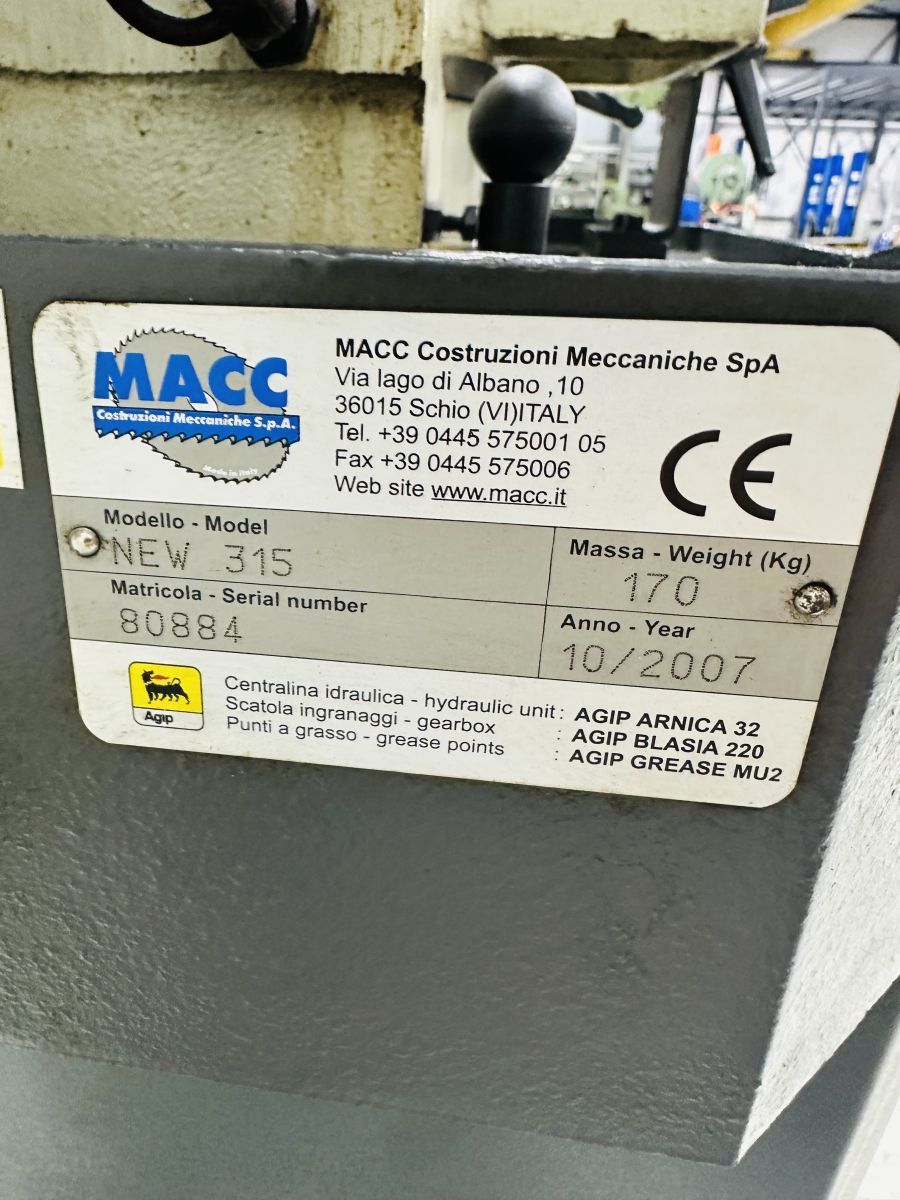 MACC
Costruzioni Meccaniche S.p.A.
Made in italy
MACC Costruzioni Meccaniche SpA
Via lago di Albano ,10
36015 Schio (VI)ITALY
Tel. +39 0445 575001 05
Fax +39 0445 575006
Web site www.macc.it
CE
Modello - Model
NEW 315
Massa - Weight (Kg)
170
Matricola - Serial number
80884
Anno - Year
10/2007
Agip
Centralina idraulica - hydraulic unit : AGIP ARNICA 32
Scatola ingranaggi - gearbox : AGIP BLASIA 220
Punti a grasso - grease points : AGIP GREASE MU2